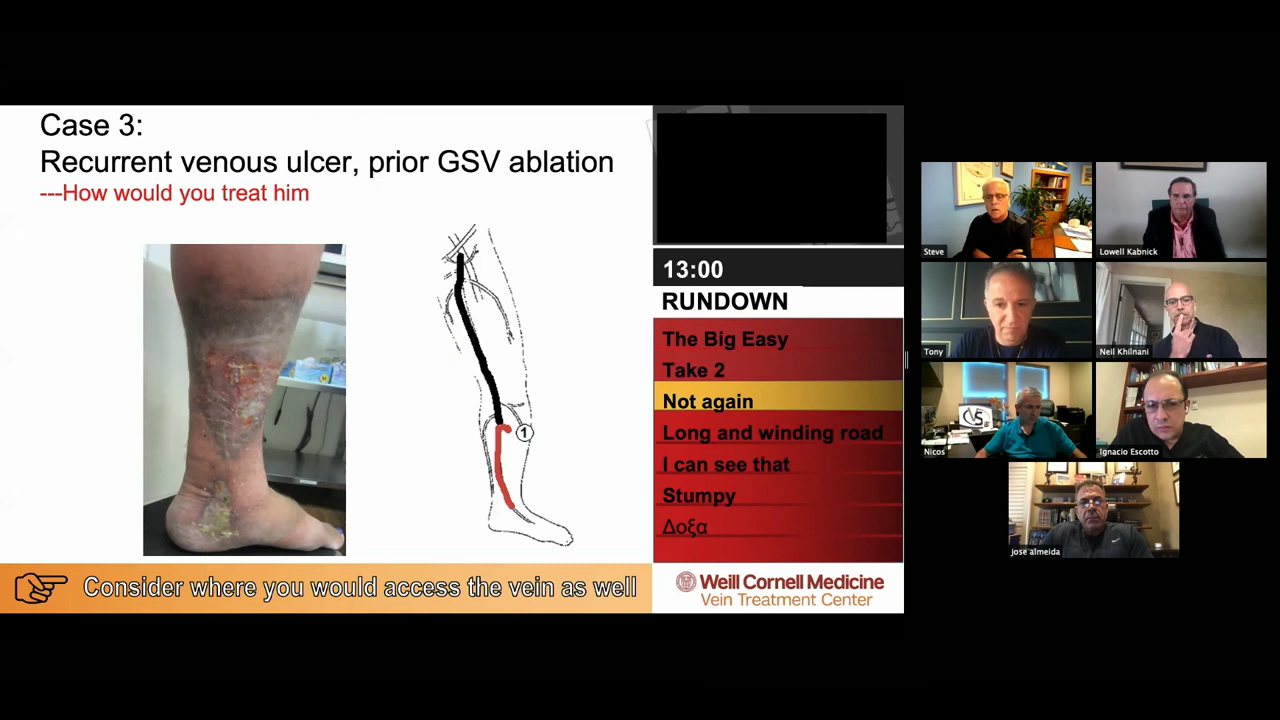 Case 3:
Recurrent venous ulcer, prior GSV ablation
---How would you treat him
1
Consider where you would access the vein as well
13:00
RUNDOWN
The Big Easy
Take 2
Not again
Long and winding road
I can see that
Stumpy
Δοξα
Weill Cornell Medicine
Vein Treatment Center
Steve
Lowell Kabnick
Tony
Neil Khilnani
Nicos
Ignacio Escotto
jose almeida